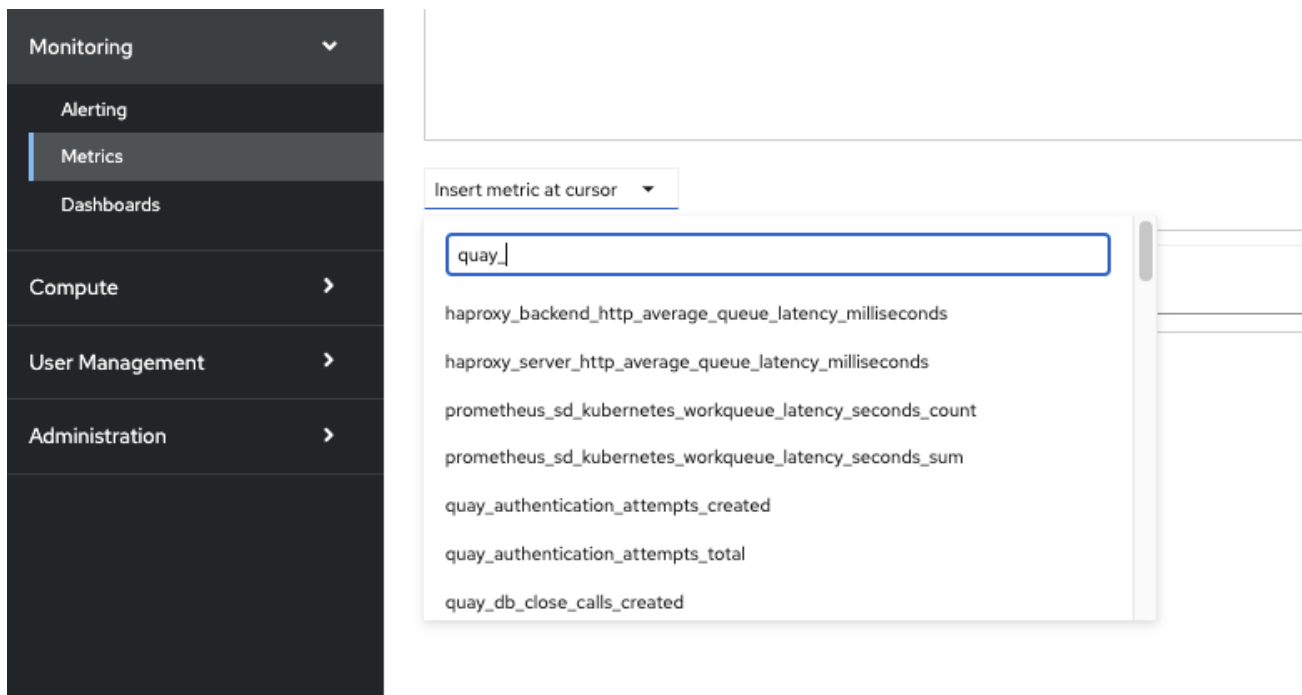 Monitoring
Alerting
Metrics
Dashboards
Compute
User Management
Administration
Insert metric at cursor
quay_
haproxy_backend_http_average_queue_latency_milliseconds
haproxy_server_http_average_queue_latency_milliseconds
prometheus_sd_kubernetes_workqueue_latency_seconds_count
prometheus_sd_kubernetes_workqueue_latency_seconds_sum
quay_authentication_attempts_created
quay_authentication_attempts_total
quay_db_close_calls_created